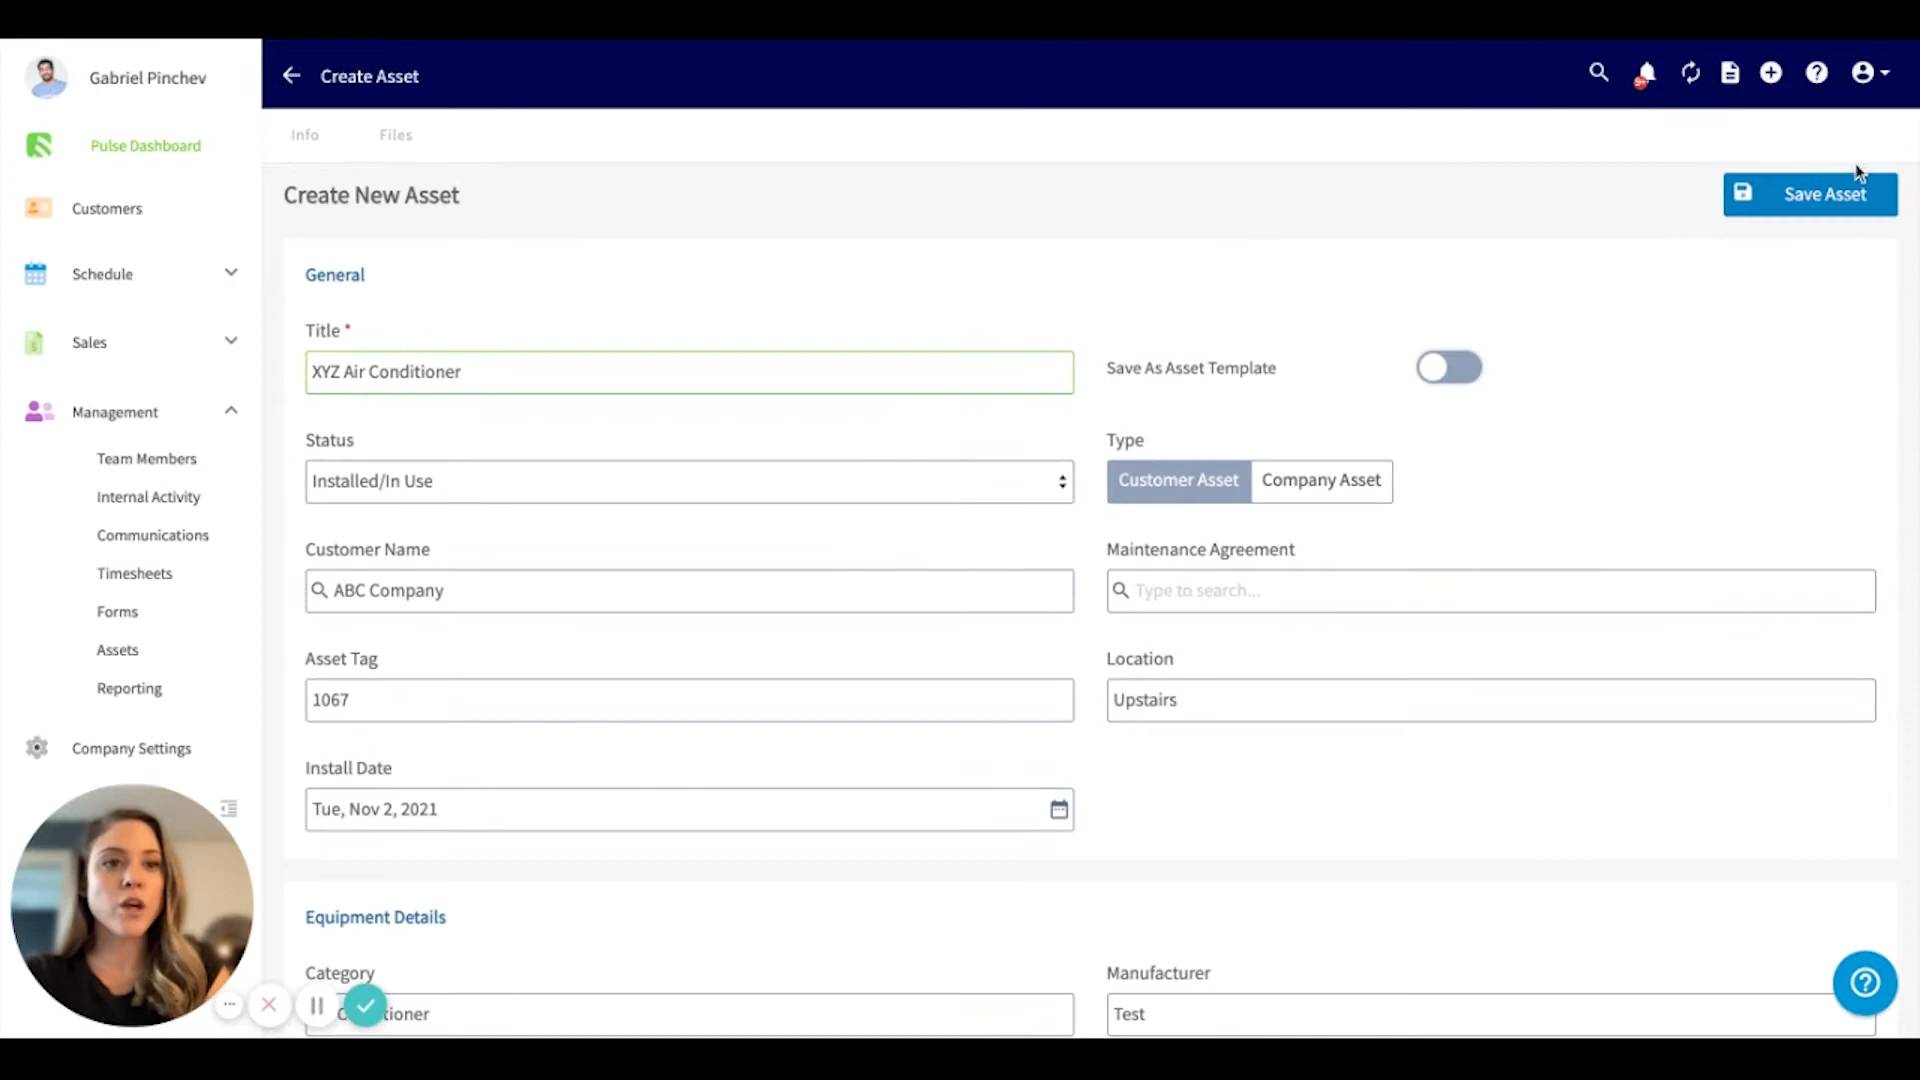 Gabriel Pinchev
Create Asset
9+
Pulse Dashboard
Info
Files
Customers
Create New Asset
Save Asset
Schedule
General
Title *
Sales
XYZ Air Conditioner
Save As Asset Template
Management
Status
Type
Team Members
Installed/In Use
Customer Asset
Company Asset
Internal Activity
Communications
Customer Name
Maintenance Agreement
Timesheets
ABC Company
Type to search...
Forms
Assets
Asset Tag
Location
Reporting
1067
Upstairs
Company Settings
Install Date
Tue, Nov 2, 2021
Equipment Details
Category
Manufacturer
Test